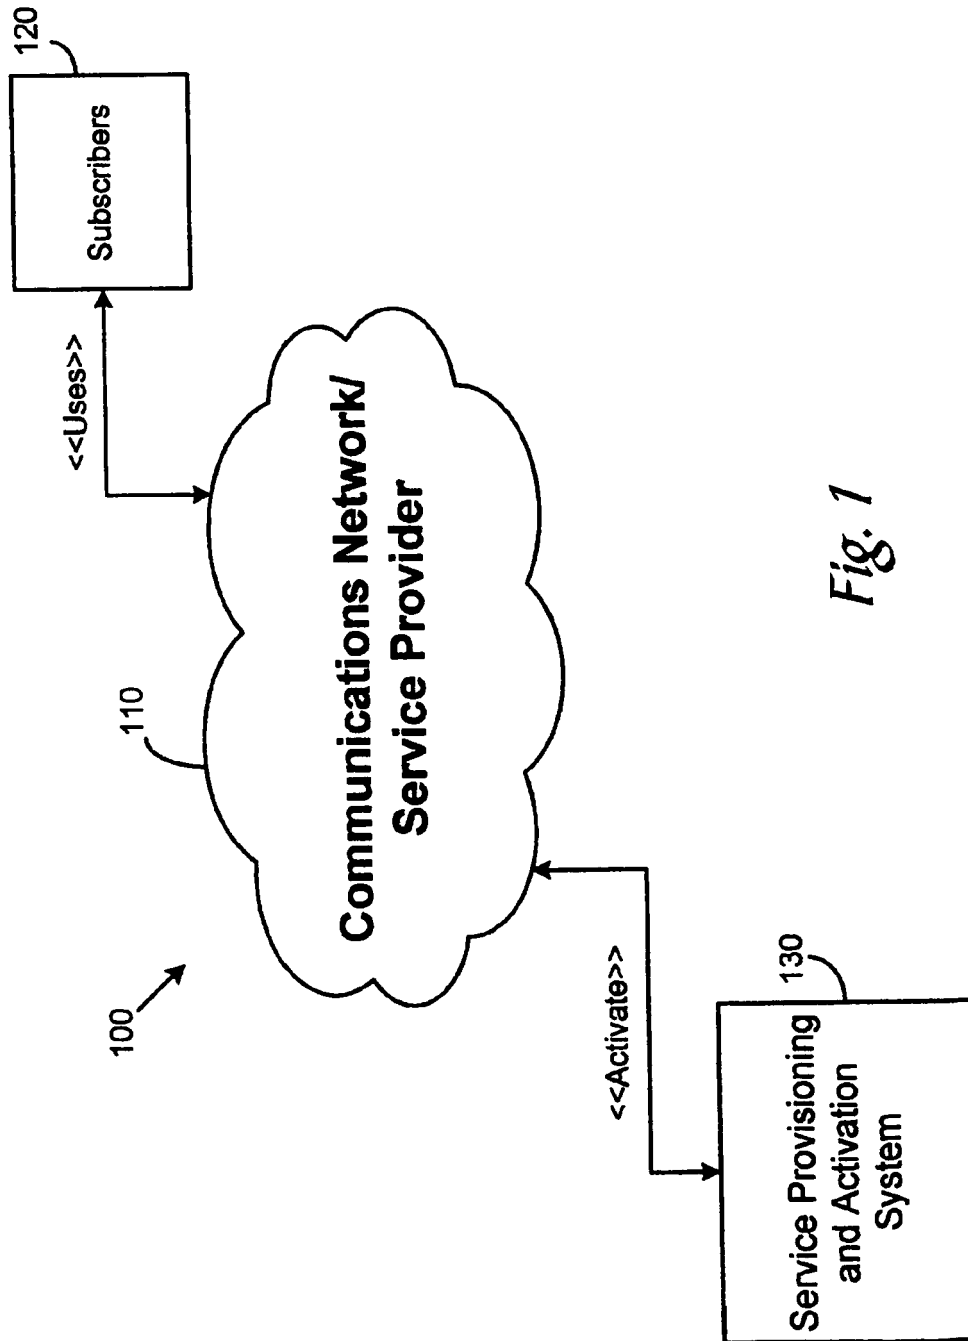 100
110
120
Subscribers
<<Uses>>
Communications Network/
Service Provider
<<Activate>>
130
Service Provisioning
and Activation
System
Fig. 1